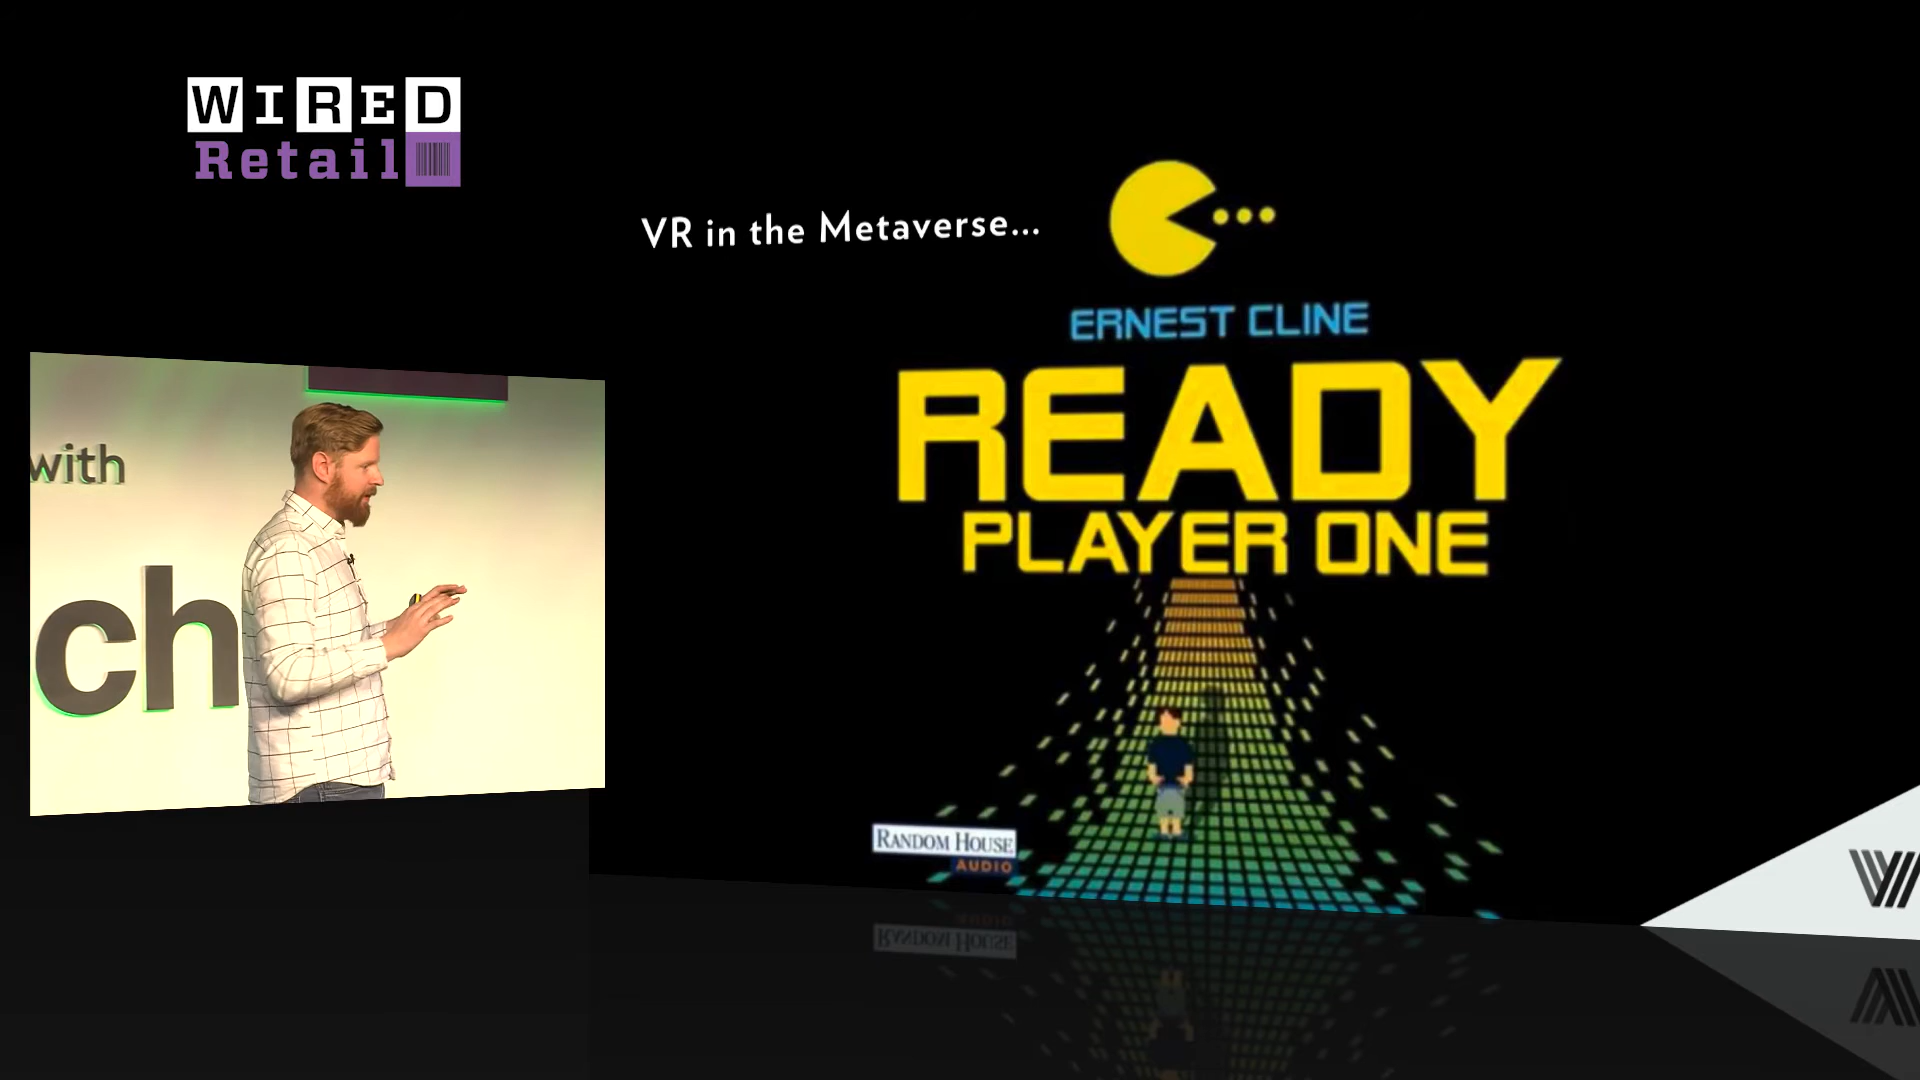 WIRED
Retail
VR in the Metaverse...
ERNEST CLINE
READY
PLAYER ONE
with
ch
RANDOM HOUSE
AUDIO